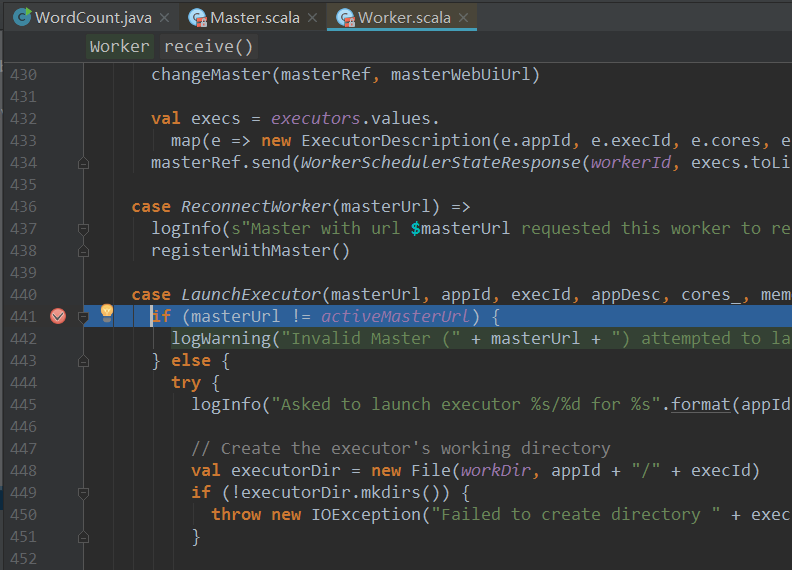 WordCount.java × Master.scala × Worker.scala ×
Worker receive()
430 changeMaster(masterRef, masterWebUiUrl)
431
432 val execs = executors.values.
433 map(e => new ExecutorDescription(e.appId, e.execId, e.cores, e
434 masterRef.send(WorkerSchedulerStateResponse(workerId, execs.toLi
435
436 case ReconnectWorker(masterUrl) =>
437 logInfo(s"Master with url $masterUrl requested this worker to re
438 registerWithMaster()
439
440 case LaunchExecutor(masterUrl, appId, execId, appDesc, cores_, mem
441 if (masterUrl != activeMasterUrl) {
442 logWarning("Invalid Master (" + masterUrl + ") attempted to la
443 } else {
444 try {
445 logInfo("Asked to launch executor %s/%d for %s".format(appId
446
447 // Create the executor's working directory
448 val executorDir = new File(workDir, appId + "/" + execId)
449 if (!executorDir.mkdirs()) {
450 throw new IOException("Failed to create directory " + exec
451 }
452